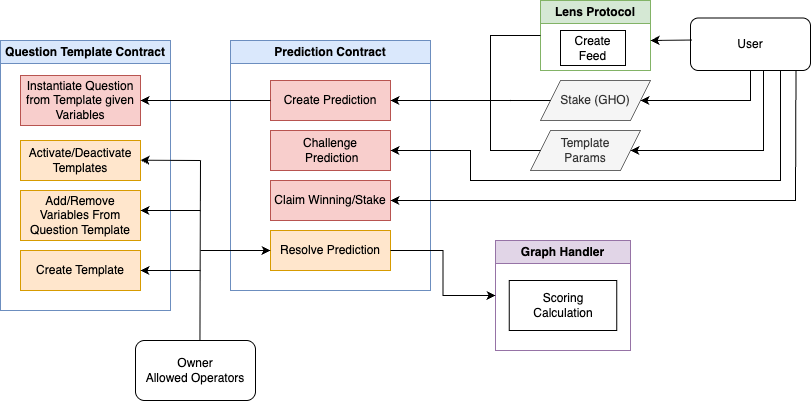 Lens Protocol
Create
Feed
User
Question Template Contract
Prediction Contract
Instantiate Question
from Template given
Variables
Create Prediction
Stake (GHO)
Activate/Deactivate
Templates
Challenge
Prediction
Template
Params
Add/Remove
Variables From
Question Template
Claim Winning/Stake
Create Template
Resolve Prediction
Graph Handler
Scoring
Calculation
Owner
Allowed Operators